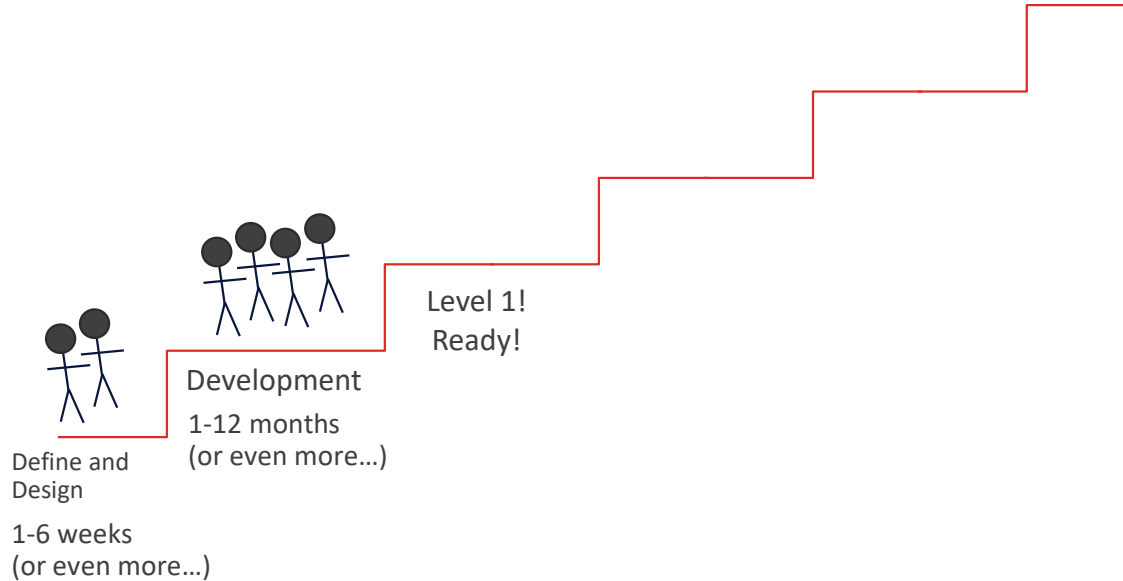 Define and
Design
1-6 weeks
(or even more…)
Development
1-12 months
(or even more…)
Level 1!
Ready!